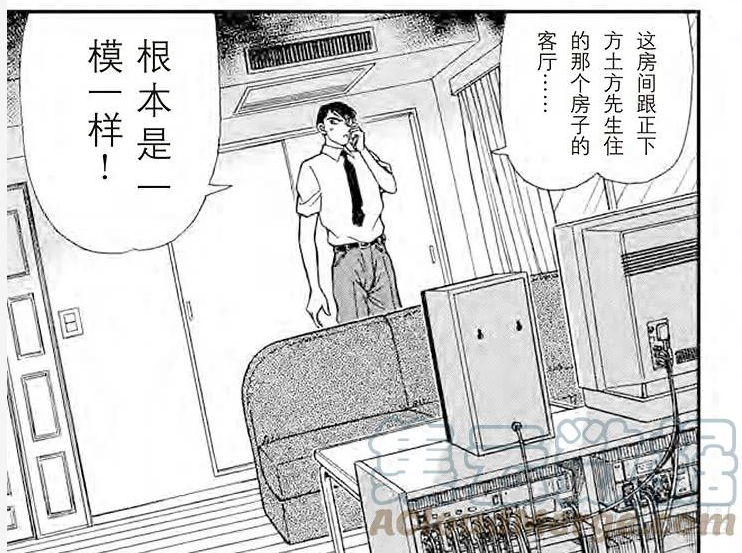 这房间跟正下
方土方先生住
的那个房子的
客厅……
根本是一
模一样！